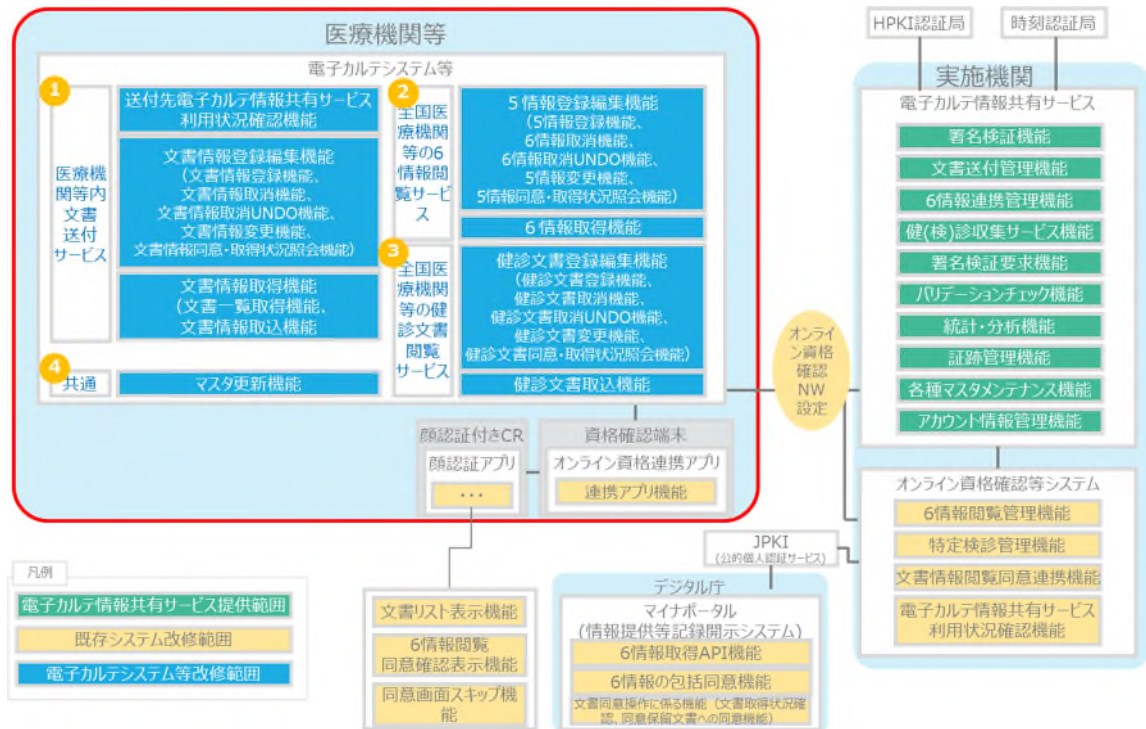 医療機関等
電子カルテシステム等
1
医療機
関等内
文書
送付
サービス
送付先電子カルテ情報共有サービス
利用状況確認機能
文書情報登録編集機能
(文書情報登録機能、
文書情報取消機能、
文書情報取消UNDO機能、
文書情報変更機能、
文書情報同意・取得状況照会機能)
文書情報取得機能
(文書一覧取得機能、
文書情報取込機能
2
全国医
療機関
等の6
情報閲
覧サービ
ス
5情報登録編集機能
(5情報登録機能、
6情報取消機能、
6情報取消UNDO機能、
5情報変更機能、
5情報同意・取得状況照会機能)
6情報取得機能
3
全国医
療機関
等の健
診文書
閲覧
サービス
健診文書登録編集機能
(健診文書登録機能、
健診文書取消機能、
健診文書取消UNDO機能、
健診文書変更機能、
健診文書同意・取得状況照会機能)
健診文書取込機能
4
共通
マスタ更新機能
顔認証付きCR
顔認証アプリ
・・・
資格確認端末
オンライン資格連携アプリ
連携アプリ機能
オンライ
ン資格
確認
NW
設定
HPKI認証局
時刻認証局
実施機関
電子カルテ情報共有サービス
署名検証機能
文書送付管理機能
6情報連携管理機能
健(検)診収集サービス機能
署名検証要求機能
バリデーションチェック機能
統計・分析機能
証跡管理機能
各種マスタメンテナンス機能
アカウント情報管理機能
オンライン資格確認等システム
6情報閲覧管理機能
特定検診管理機能
文書情報閲覧同意連携機能
電子カルテ情報共有サービス
利用状況確認機能
JPKI
(公的個人認証サービス)
デジタル庁
マイナポータル
(情報提供等記録開示システム)
6情報取得API機能
6情報の包括同意機能
文書同意操作に係る機能(文書取得状況確
認、同意保留文書への同意機能)
文書リスト表示機能
6情報閲覧
同意確認表示機能
同意画面スキップ機
能
凡例
電子カルテ情報共有サービス提供範囲
既存システム改修範囲
電子カルテシステム等改修範囲